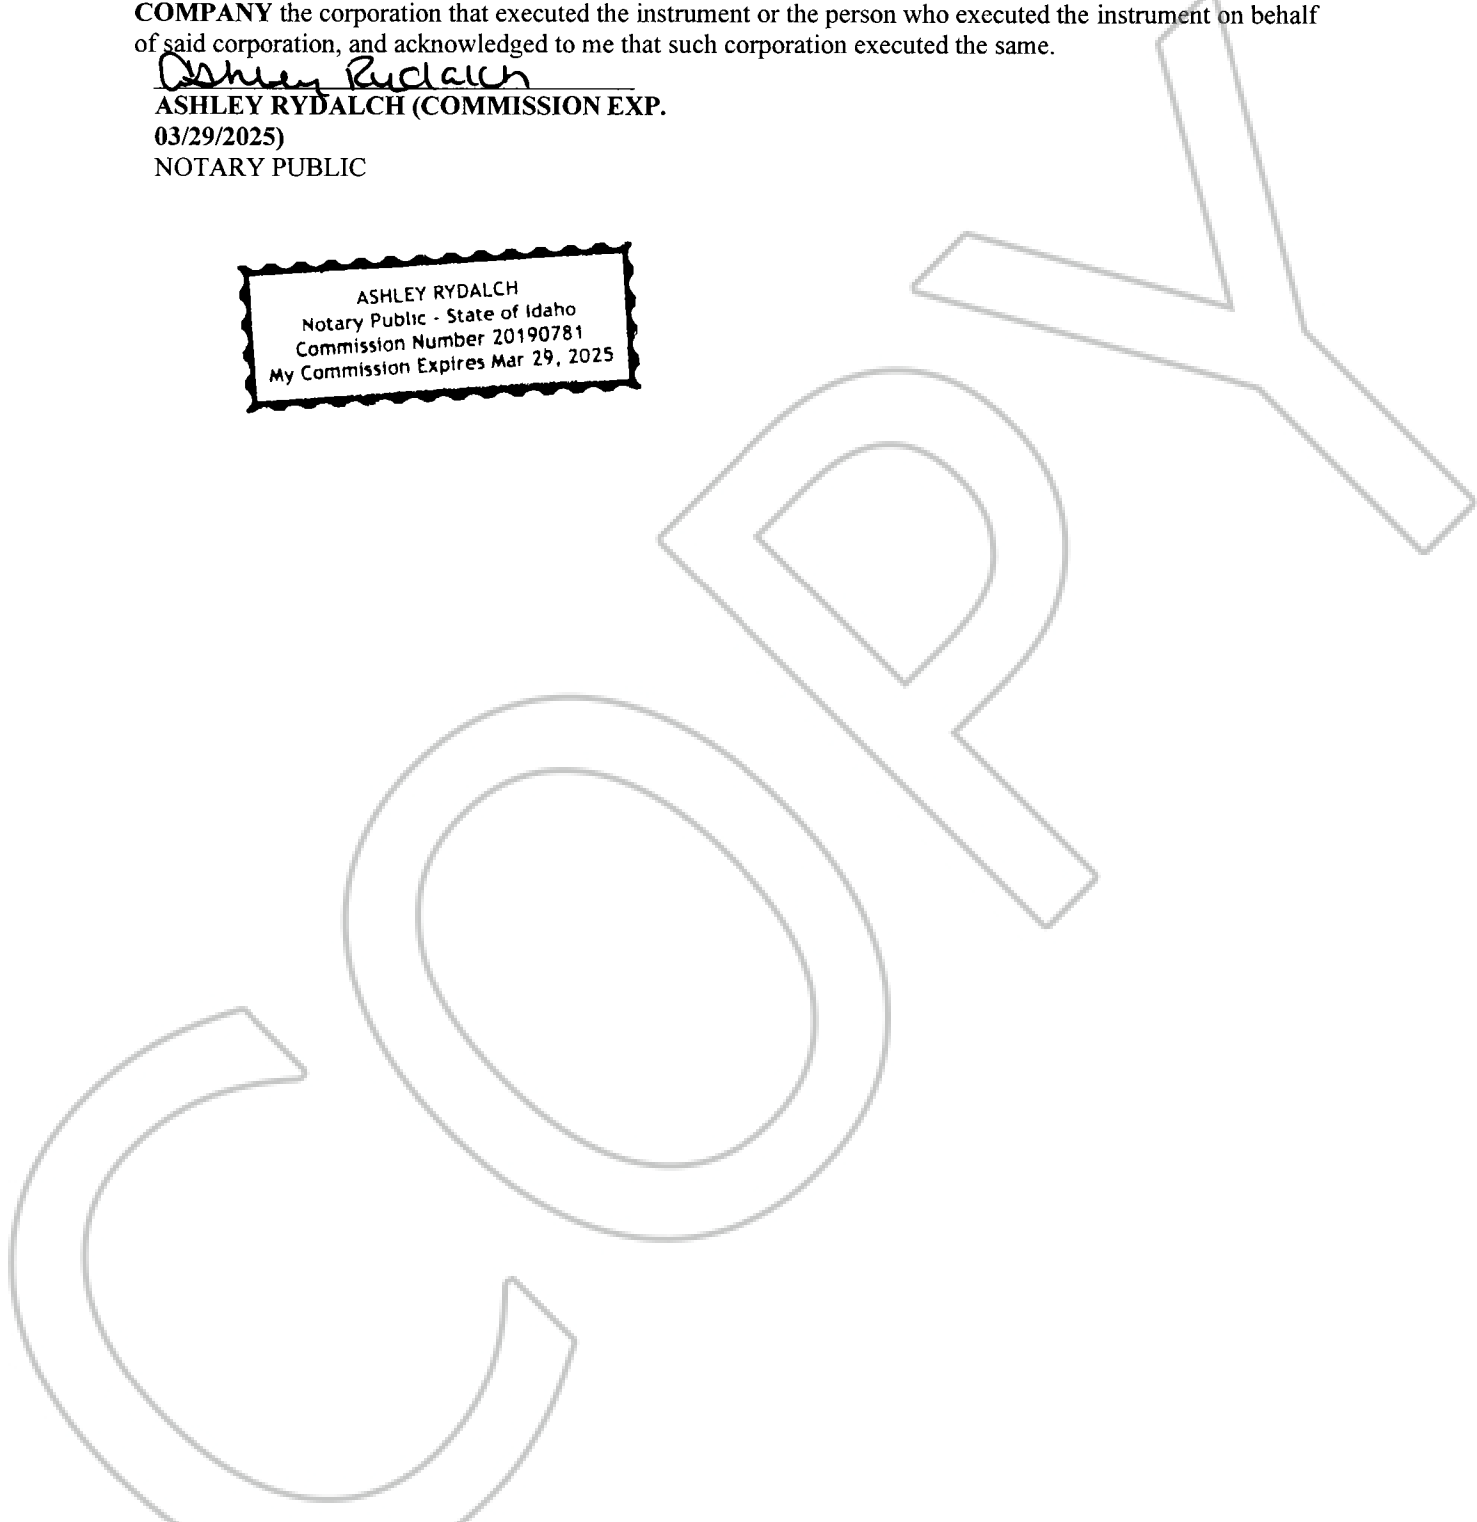 COMPANY the corporation that executed the instrument or the person who executed the instrument on behalf
of said corporation, and acknowledged to me that such corporation executed the same.
Ashley Rydalch
ASHLEY RYDALCH (COMMISSION EXP.
03/29/2025)
NOTARY PUBLIC
ASHLEY RYDALCH
Notary Public - State of Idaho
Commission Number 20190781
My Commission Expires Mar 29, 2025
COPY